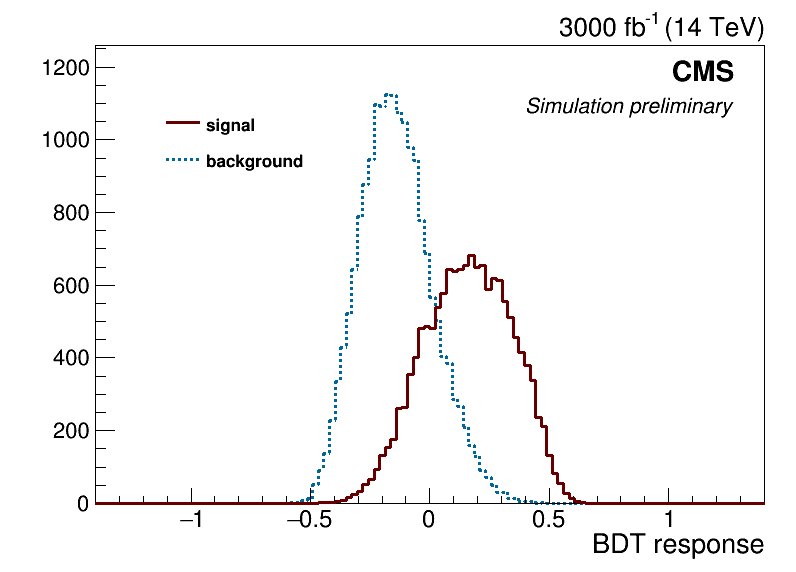 3000 fb-1 (14 TeV)
CMS
Simulation preliminary
signal
background
1200
1000
800
600
400
200
0
−1
−0.5
0
0.5
1
BDT response